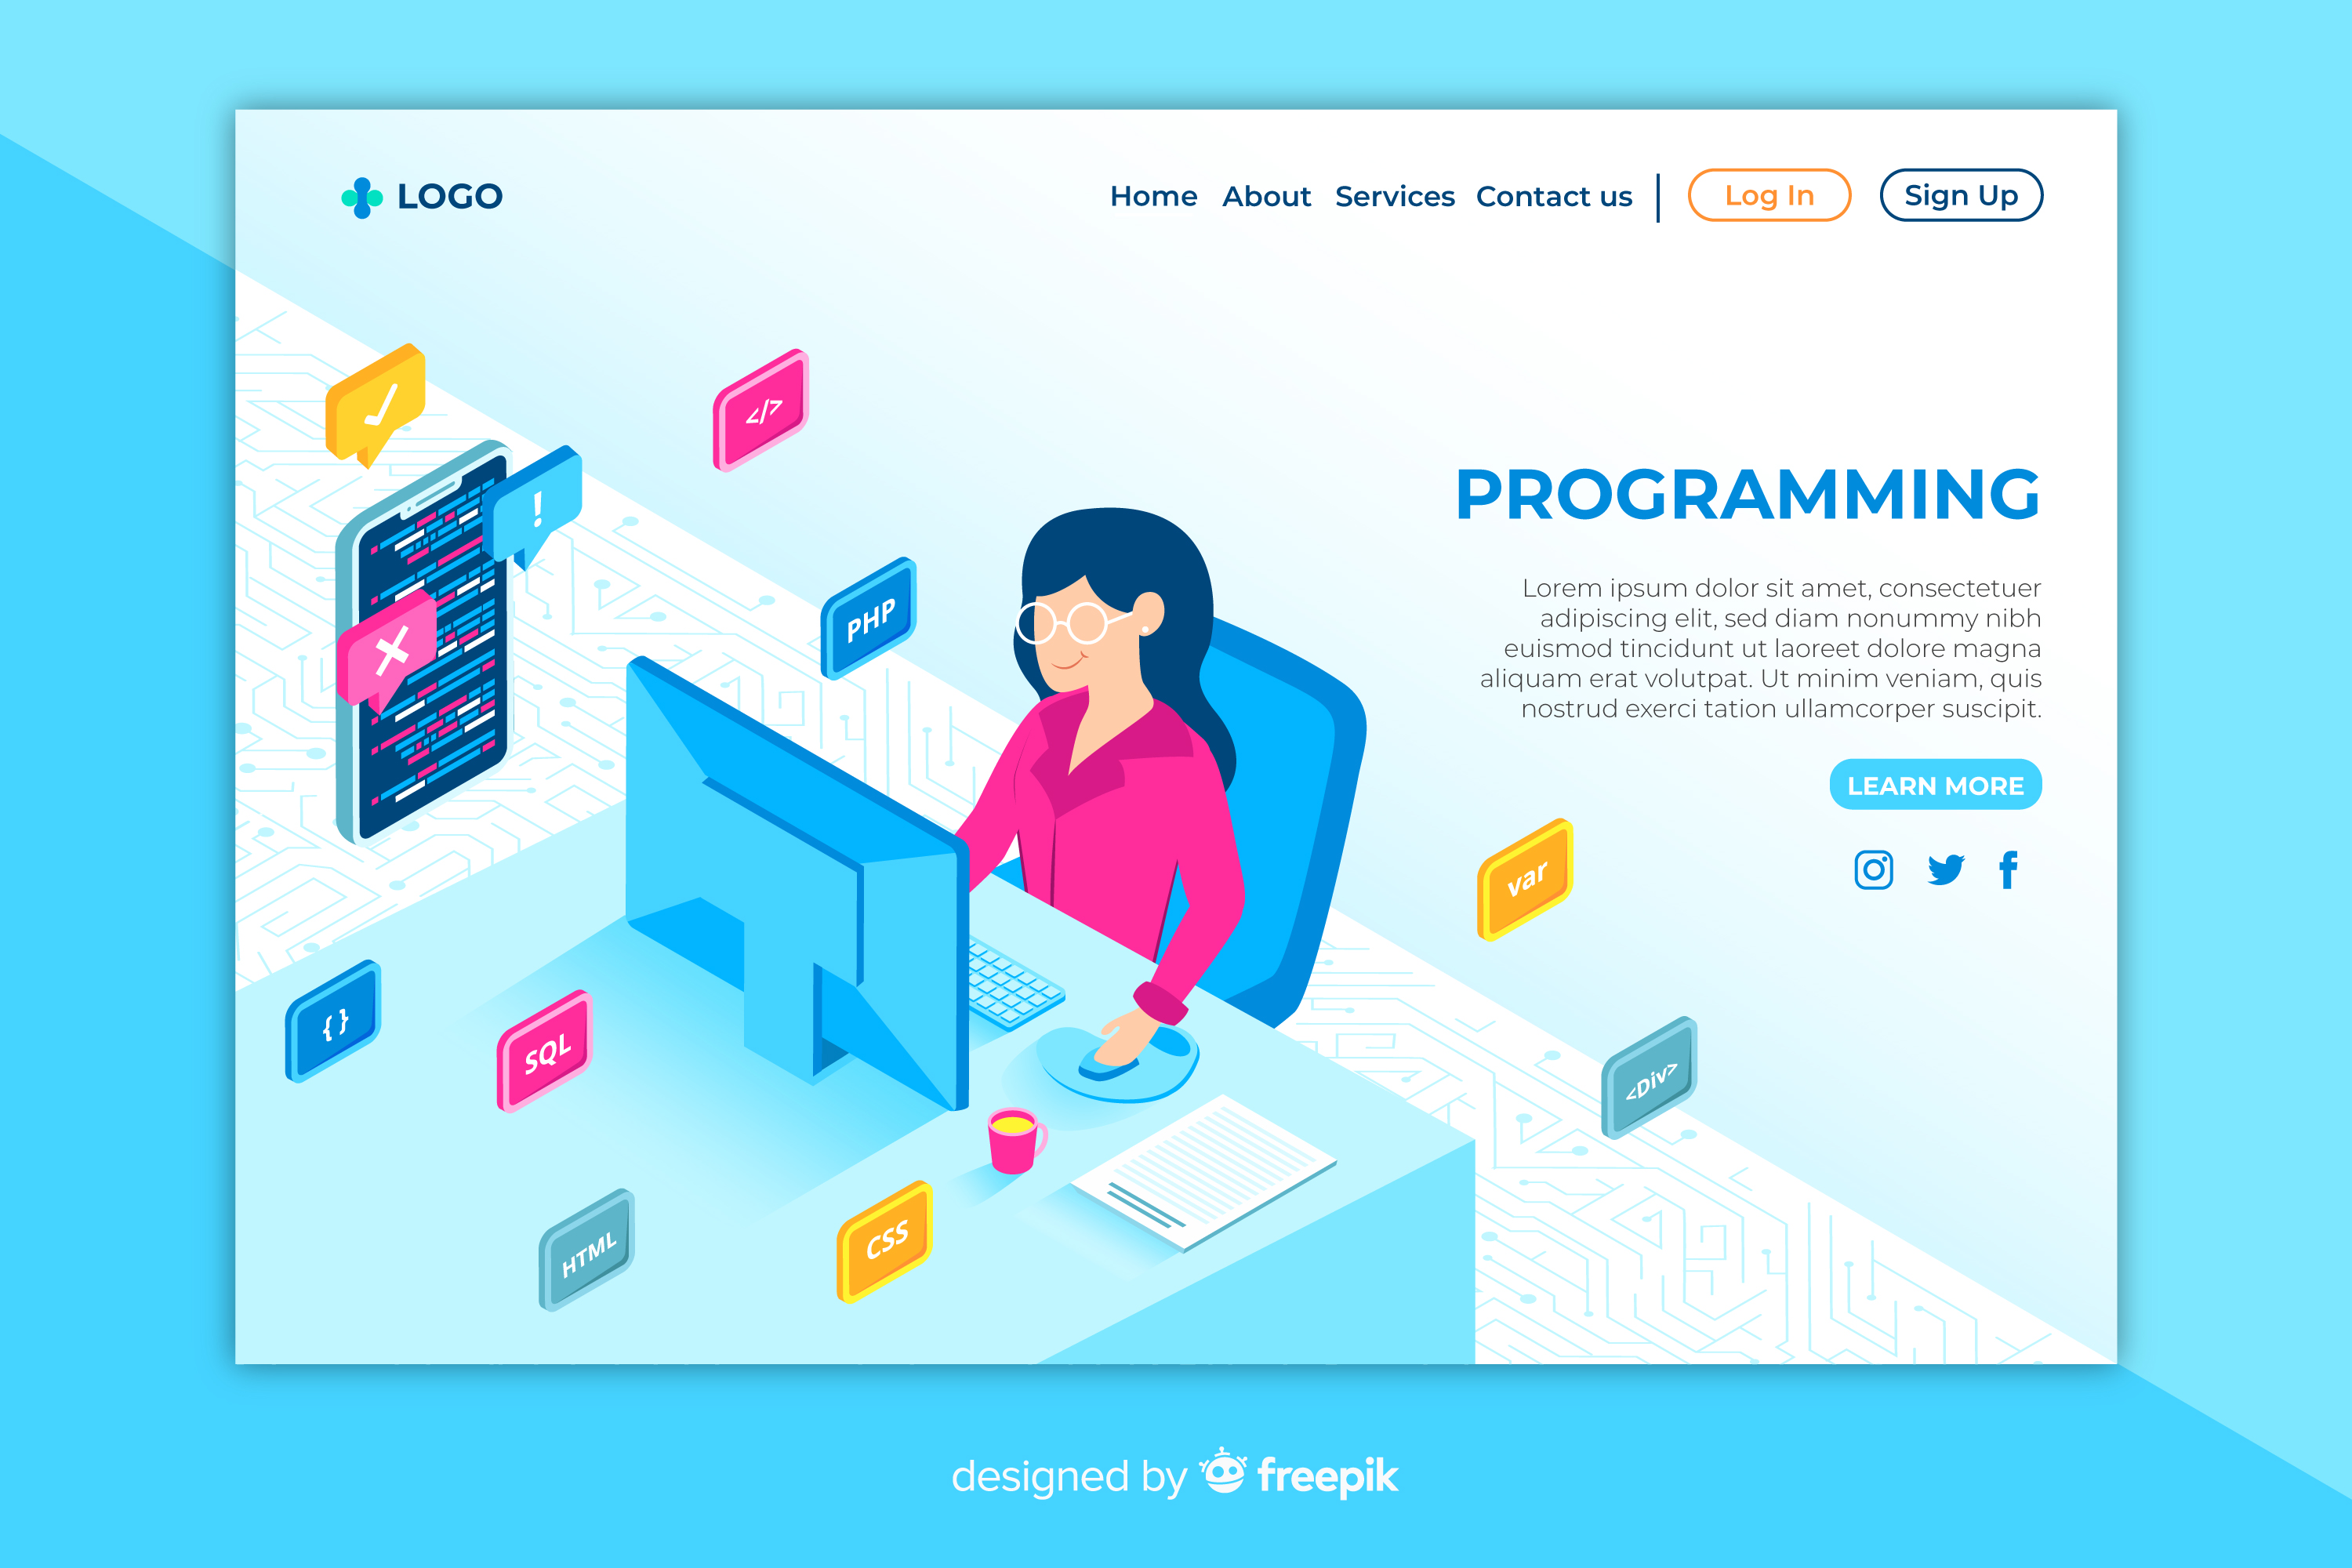 LOGO
Home About Services Contact us Log In Sign Up
</>
PROGRAMMING
!
PHP
Lorem ipsum dolor sit amet, consectetuer
adipiscing elit, sed diam nonummy nibh
euismod tincidunt ut laoreet dolore magna
aliquam erat volutpat. Ut minim veniam, quis
nostrud exerci tation ullamcorper suscipit.
LEARN MORE
var
{ }
SQL
<Div>
HTML
CSS
designed by freepik